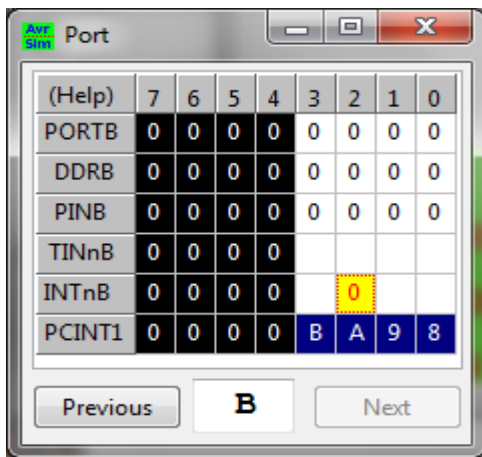 Avr Sim Port
(Help) 7 6 5 4 3 2 1 0
PORTB 0 0 0 0 0 0 0 0
DDRB 0 0 0 0 0 0 0 0
PINB 0 0 0 0 0 0 0 0
TINnB 0 0 0 0
INTnB 0 0 0 0 0
PCINT1 0 0 0 0 B A 9 8
Previous B Next